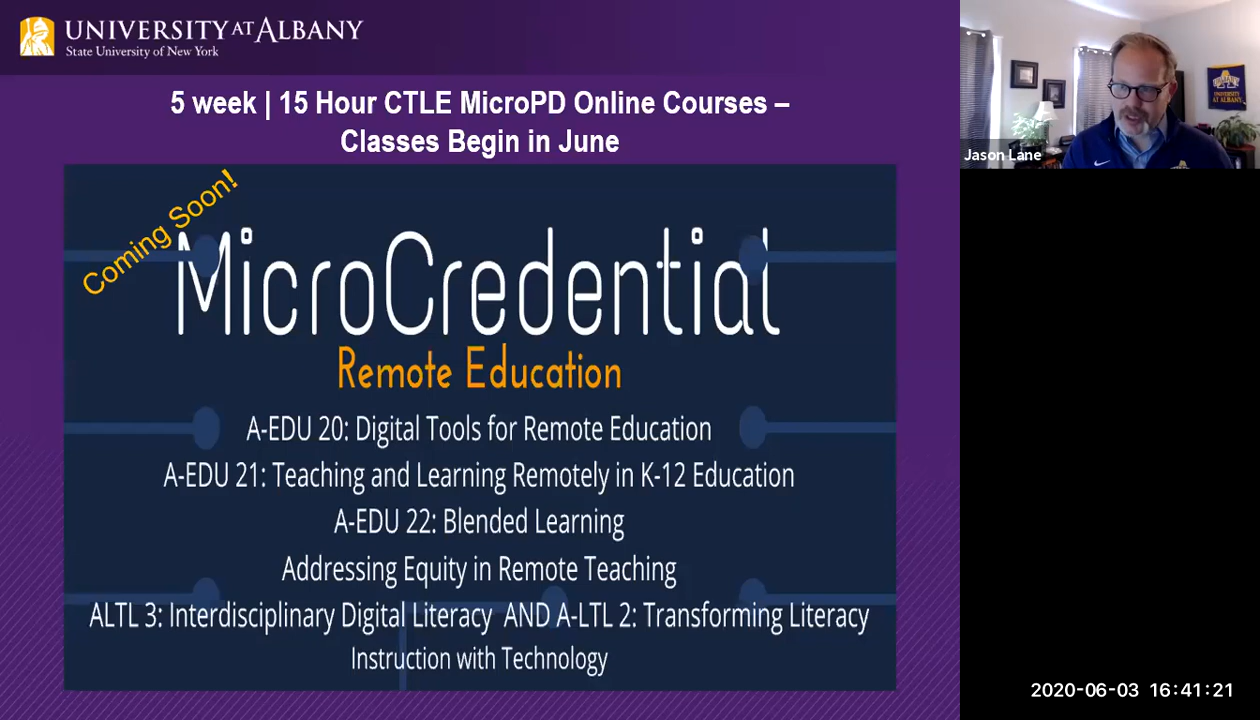 UNIVERSITY AT ALBANY
State University of New York
5 week | 15 Hour CTLE MicroPD Online Courses –
Classes Begin in June
Coming Soon!
MicroCredential
Remote Education
A-EDU 20: Digital Tools for Remote Education
A-EDU 21: Teaching and Learning Remotely in K-12 Education
A-EDU 22: Blended Learning
Addressing Equity in Remote Teaching
ALTL 3: Interdisciplinary Digital Literacy AND A-LTL 2: Transforming Literacy
Instruction with Technology
UNIVERSITY
AT ALBANY
Jason Lane
2020-06-03 16:41:21